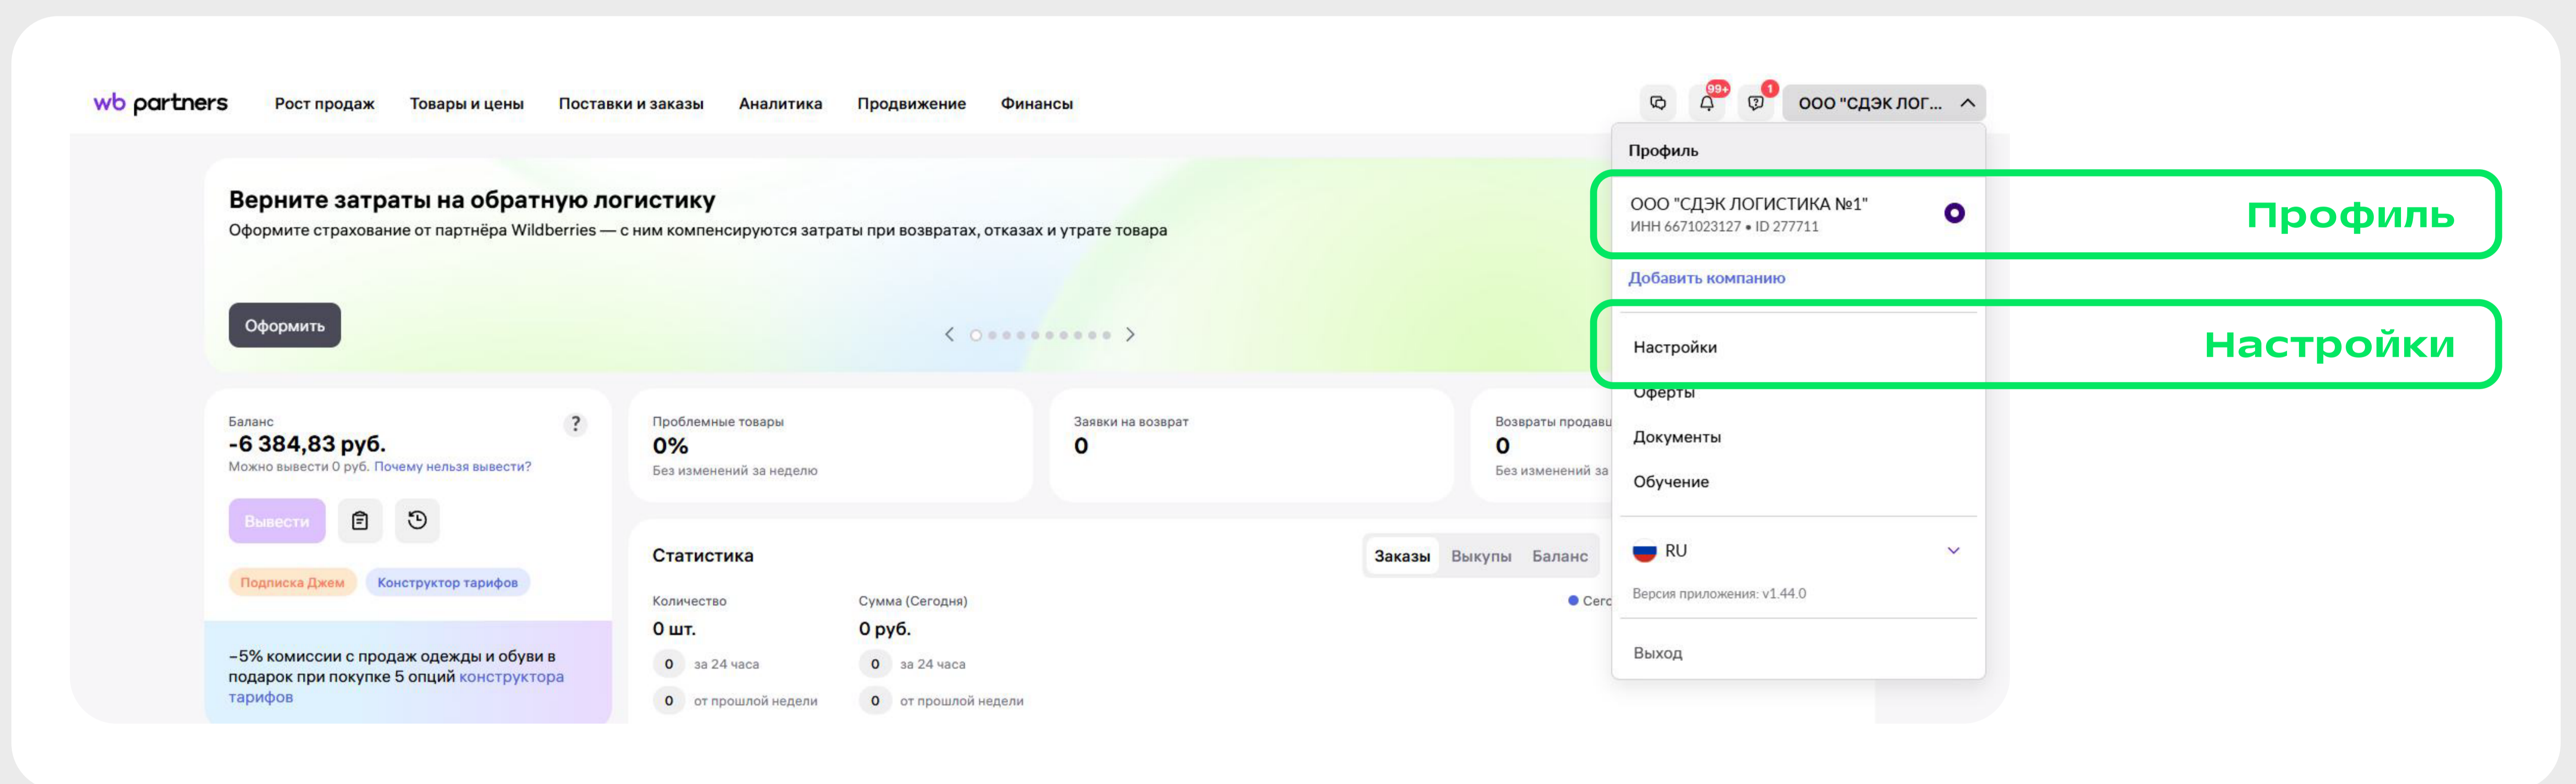 wb partners
Рост продаж
Товары и цены
Поставки и заказы
Аналитика
Продвижение
Финансы
99+
1
ООО "СДЭК ЛОГ...
Верните затраты на обратную логистику
Оформите страхование от партнёра Wildberries — с ним компенсируются затраты при возвратах, отказах и утрате товара
Оформить
Профиль
ООО "СДЭК ЛОГИСТИКА №1"
ИНН 6671023127 • ID 277711
Профиль
Добавить компанию
Настройки
Настройки
Оферты
Документы
Обучение
RU
Версия приложения: v1.44.0
Выход
Баланс
?
-6 384,83 руб.
Можно вывести 0 руб. Почему нельзя вывести?
Вывести
Подписка Джем
Конструктор тарифов
–5% комиссии с продаж одежды и обуви в
подарок при покупке 5 опций конструктора
тарифов
Проблемные товары
0%
Без изменений за неделю
Заявки на возврат
0
Возвраты продавц
0
Без изменений за
Статистика
Заказы
Выкупы
Баланс
Количество
0 шт.
0 за 24 часа
0 от прошлой недели
Сумма (Сегодня)
0 руб.
0 за 24 часа
0 от прошлой недели
Сего